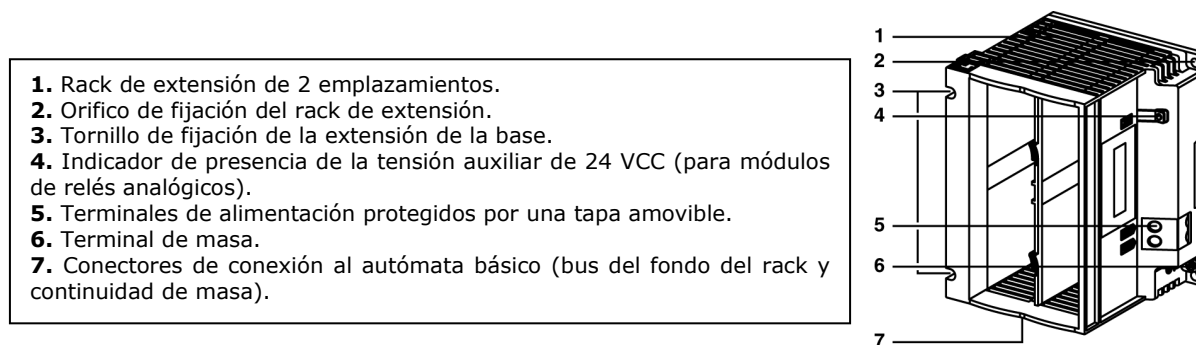 1. Rack de extensión de 2 emplazamientos.
2. Orifico de fijación del rack de extensión.
3. Tornillo de fijación de la extensión de la base.
4. Indicador de presencia de la tensión auxiliar de 24 VCC (para módulos
de relés analógicos).
5. Terminales de alimentación protegidos por una tapa amovible.
6. Terminal de masa.
7. Conectores de conexión al autómata básico (bus del fondo del rack y
continuidad de masa).
1
2
3
4
5
6
7